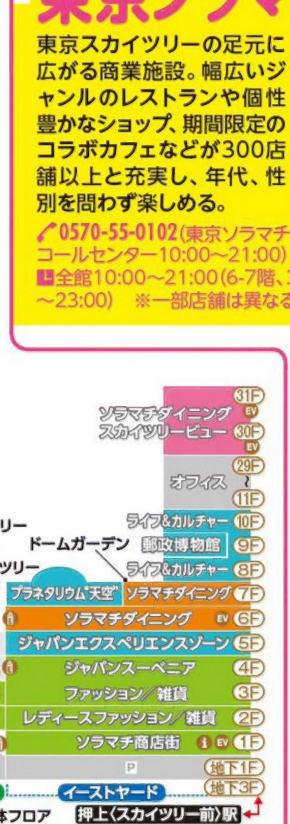 東京ソラマ
東京スカイツリーの足元に
広がる商業施設。幅広いジ
ャンルのレストランや個性
豊かなショップ、期間限定の
コラボカフェなどが300店
舗以上と充実し、年代、性
別を問わず楽しめる。
0570-55-0102(東京ソラマチ
コールセンター10:00～21:00)
L全館10:00～21:00(6-7階、3
～23:00) ※一部店舗は異なる
31F
ソラマチダイニング EV
スカイツリービュー 30F
EV
29F
オフィス 〜
11F
リー ライフ&カルチャー 10F
ドームガーデン 郵政博物館 9F
ツリー ライフ&カルチャー 8F
プラネタリウム"天空" ソラマチダイニング 7F
ソラマチダイニング EV 6F
ジャパンエクスペリエンスゾーン 5F
ジャパンスーベニア 4F
ファッション/雑貨 3F
レディースファッション/雑貨 2F
ソラマチ商店街 i EV 1F
P 地下1F
イーストヤード 地下3F
体フロア 押上〈スカイツリー前〉駅